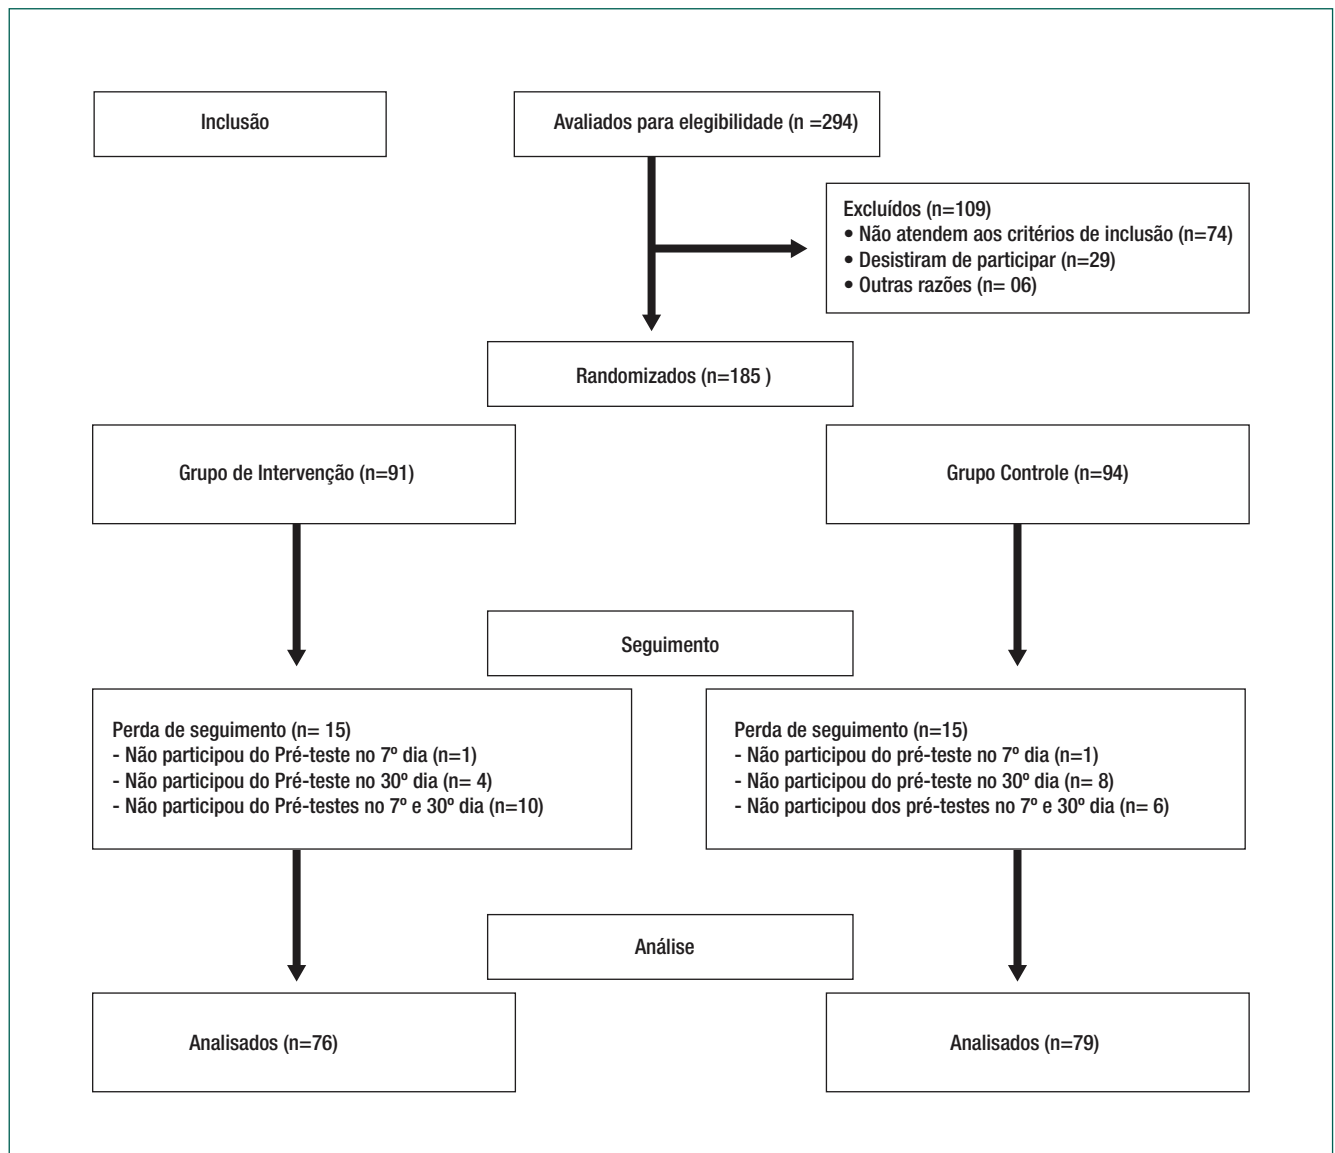 Inclusão
Avaliados para elegibilidade (n =294)
Excluídos (n=109)
• Não atendem aos critérios de inclusão (n=74)
• Desistiram de participar (n=29)
• Outras razões (n= 06)
Randomizados (n=185 )
Grupo de Intervenção (n=91)
Grupo Controle (n=94)
Seguimento
Perda de seguimento (n= 15)
- Não participou do Pré-teste no 7º dia (n=1)
- Não participou do Pré-teste no 30º dia (n= 4)
- Não participou do Pré-testes no 7º e 30º dia (n=10)
Perda de seguimento (n=15)
- Não participou do pré-teste no 7º dia (n=1)
- Não participou do pré-teste no 30º dia (n= 8)
- Não participou dos pré-testes no 7º e 30º dia (n= 6)
Análise
Analisados (n=76)
Analisados (n=79)